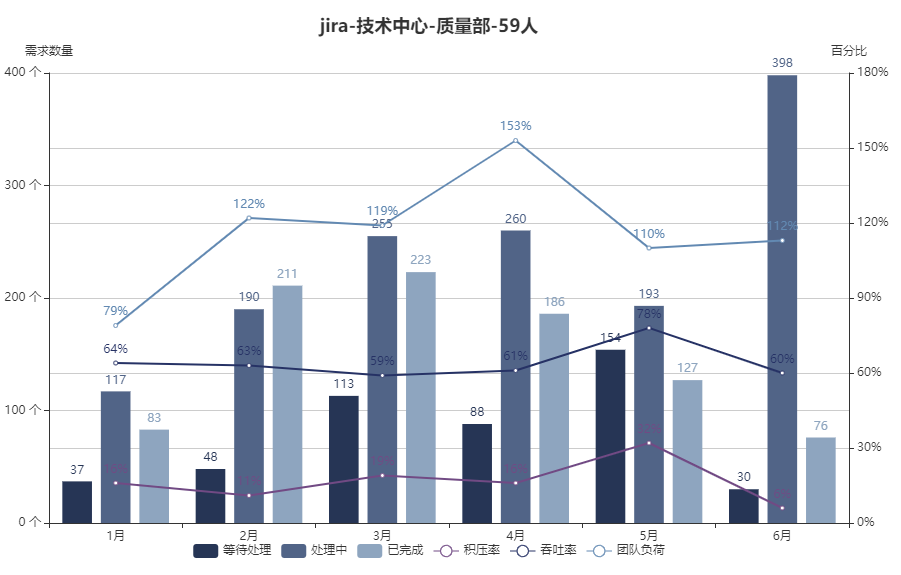 jira-技术中心-质量部-59人
需求数量
百分比
400 个
300 个
200 个
100 个
0 个
180%
150%
120%
90%
60%
30%
0%
398
153%
122%
119%
255
260
112%
110%
211
190
223
193
186
79%
64%
63%
59%
61%
78%
60%
154
117
113
127
83
88
76
37
48
30
1月
2月
3月
4月
5月
6月
等待处理
处理中
已完成
积压率
吞吐率
团队负荷